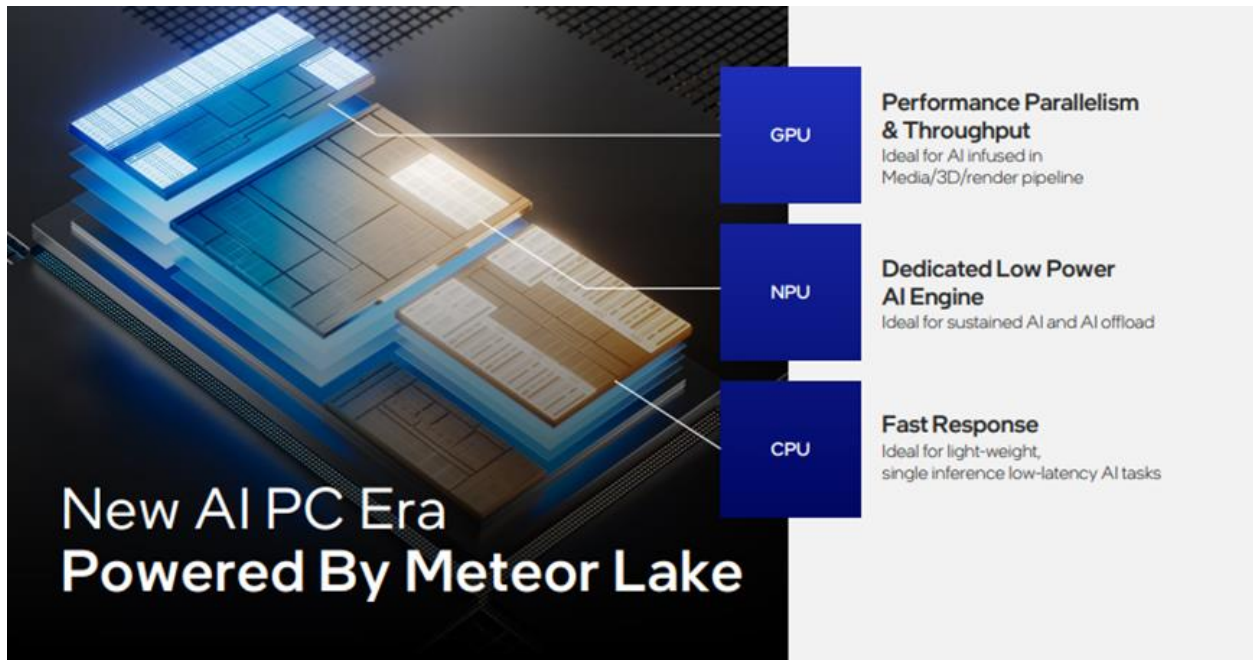 GPU
Performance Parallelism
& Throughput
Ideal for AI infused in
Media/3D/render pipeline
NPU
Dedicated Low Power
AI Engine
Ideal for sustained AI and AI offload
CPU
Fast Response
Ideal for light-weight,
single inference low-latency AI tasks
New AI PC Era
Powered By Meteor Lake